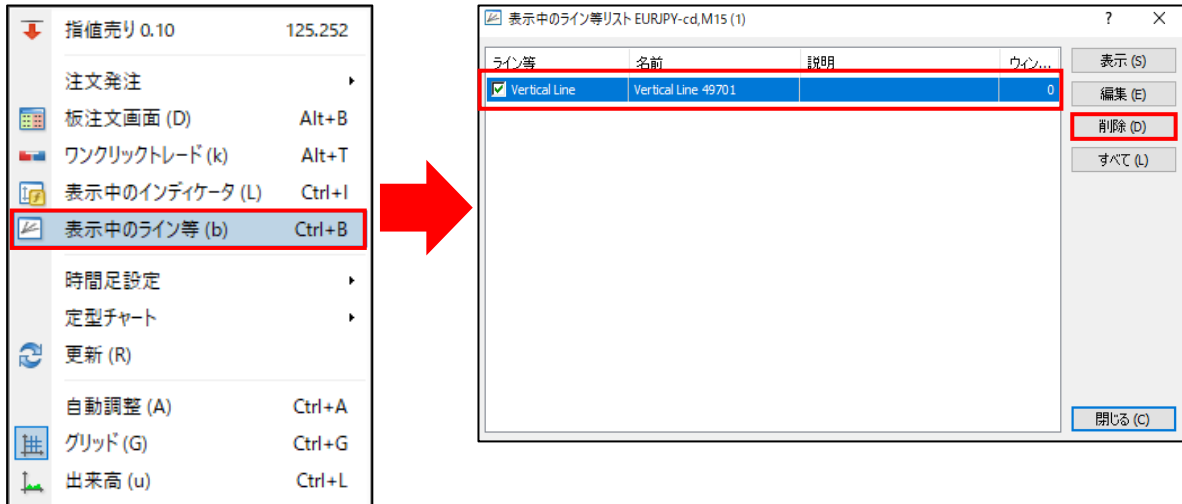 指値売り 0.10 125.252
注文発注
板注文画面 (D) Alt+B
ワンクリックトレード (k) Alt+T
表示中のインディケータ (L) Ctrl+I
表示中のライン等 (b) Ctrl+B
時間足設定
定型チャート
更新 (R)
自動調整 (A) Ctrl+A
グリッド (G) Ctrl+G
出来高 (u) Ctrl+L
表示中のライン等リスト EURJPY-cd,M15 (1)
ライン等 名前 説明 ウィン...
Vertical Line Vertical Line 49701 0
表示 (S)
編集 (E)
削除 (D)
すべて (L)
閉じる (C)